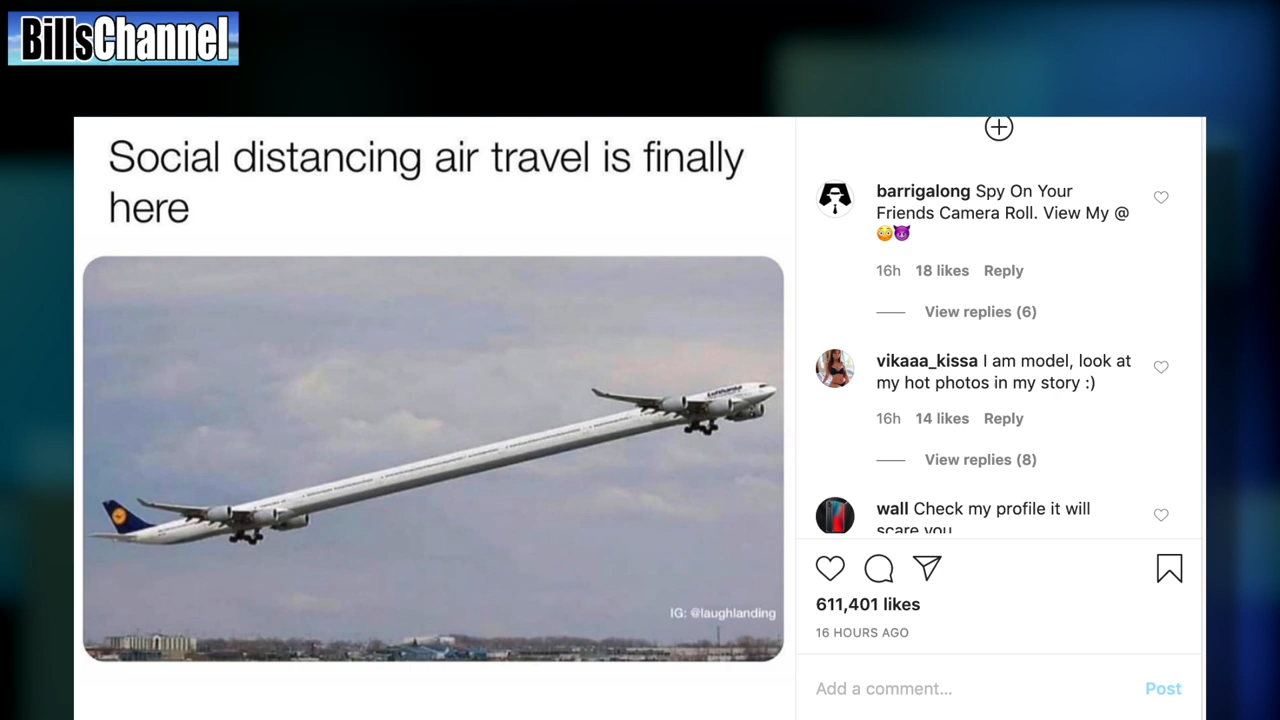 BillsChannel
Social distancing air travel is finally
here
IG: @laughlanding
barrigalong Spy On Your
Friends Camera Roll. View My @
😳😈
16h 18 likes Reply
View replies (6)
vikaaa_kissa I am model, look at
my hot photos in my story :)
16h 14 likes Reply
View replies (8)
wall Check my profile it will
scare you
611,401 likes
16 HOURS AGO
Add a comment... Post